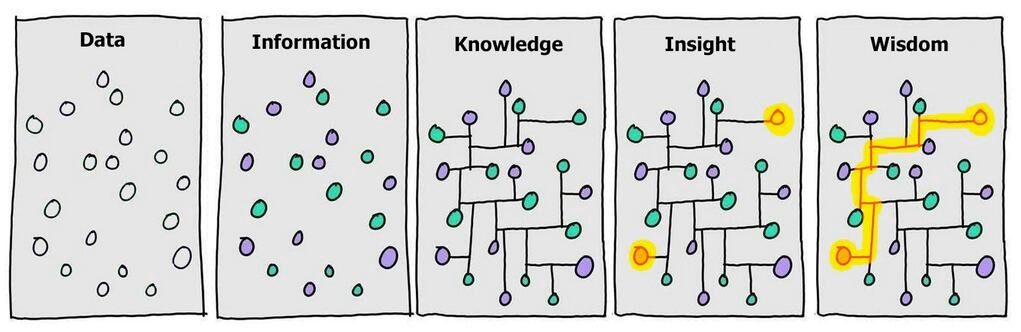 Data
Information
Knowledge
Insight
Wisdom